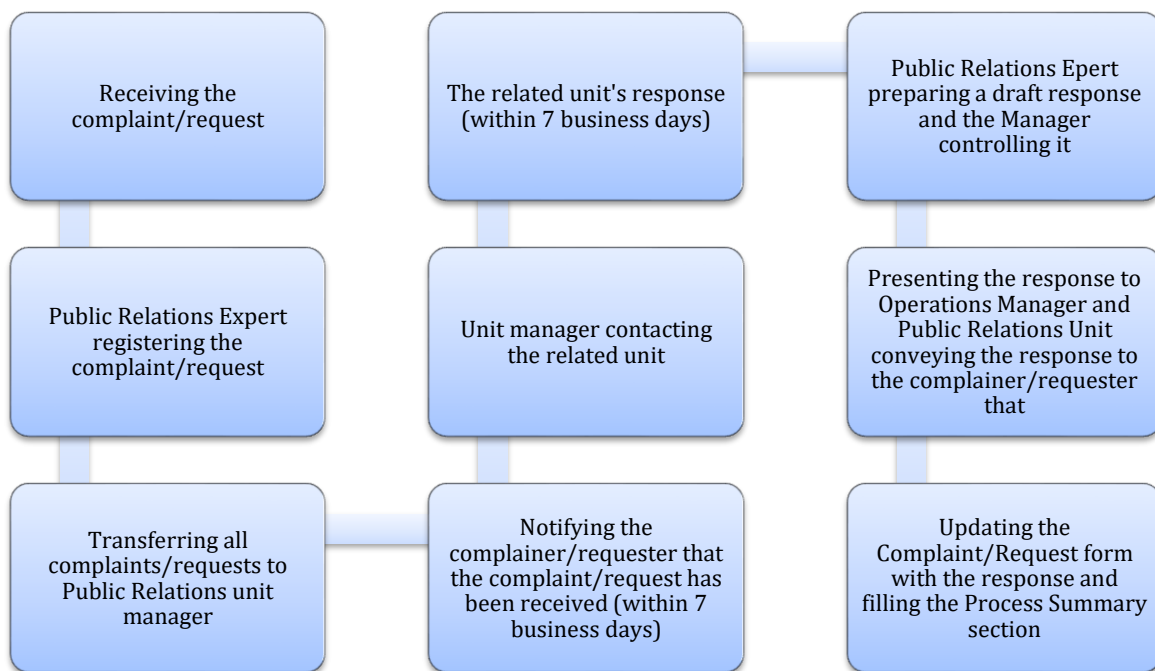 Receiving the
complaint/request
Public Relations Expert
registering the
complaint/request
Transferring all
complaints/requests to
Public Relations unit
manager
Notifying the
complainer/requester that
the complaint/request has
been received (within 7
business days)
Unit manager contacting
the related unit
The related unit's response
(within 7 business days)
Public Relations Epert
preparing a draft response
and the Manager
controlling it
Presenting the response to
Operations Manager and
Public Relations Unit
conveying the response to
the complainer/requester
that
Updating the
Complaint/Request form
with the response and
filling the Process Summary
section